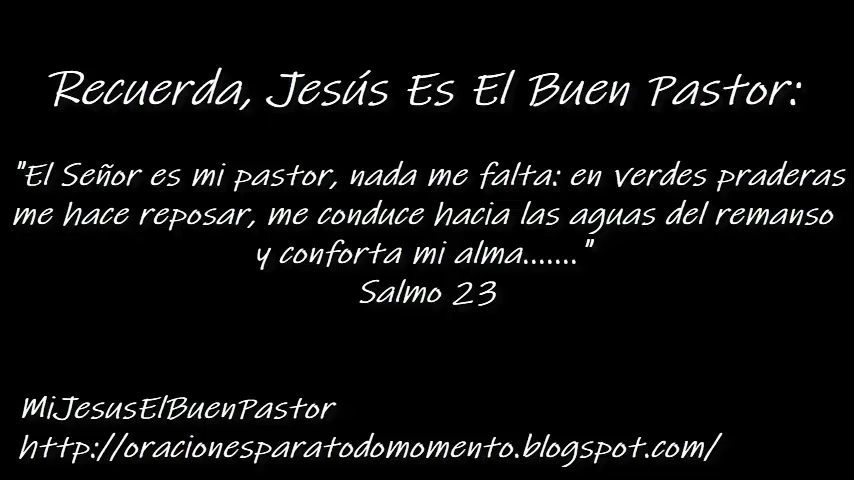 Recuerda, Jesús Es El Buen Pastor:
"El Señor es mi pastor, nada me falta: en verdes praderas
me hace reposar, me conduce hacia las aguas del remanso
y conforta mi alma......."
Salmo 23
MiJesusElBuenPastor
http://oracionesparatodomomento.blogspot.com/